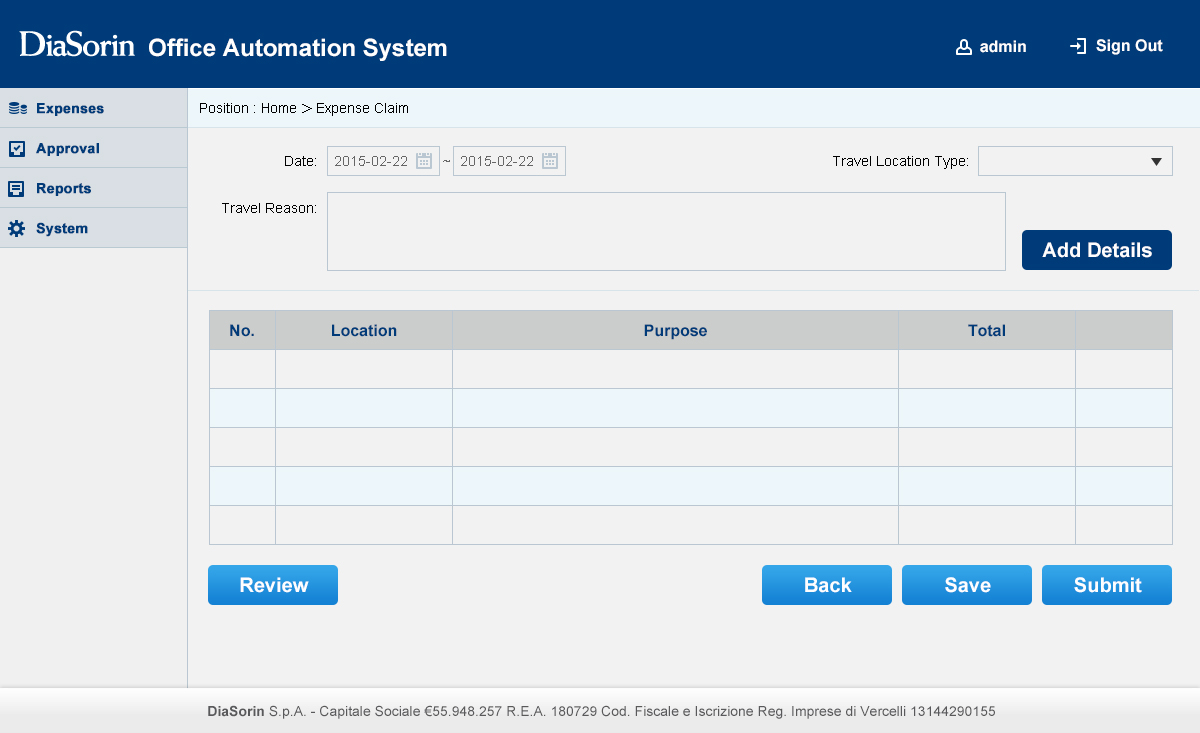 DiaSorin Office Automation System
admin
Sign Out
Expenses
Approval
Reports
System
Position : Home > Expense Claim
Date: 2015-02-22 ~ 2015-02-22
Travel Location Type:
Travel Reason:
Add Details
No. Location Purpose Total
Review
Back
Save
Submit
DiaSorin S.p.A. - Capitale Sociale €55.948.257 R.E.A. 180729 Cod. Fiscale e Iscrizione Reg. Imprese di Vercelli 13144290155